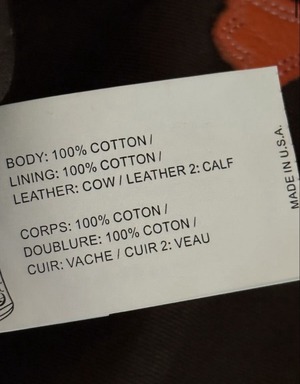 BODY: 100% COTTON /
LINING: 100% COTTON /
LEATHER: COW / LEATHER 2: CALF
CORPS: 100% COTON /
DOUBLURE: 100% COTON /
CUIR: VACHE / CUIR 2: VEAU
MADE IN U.S.A.